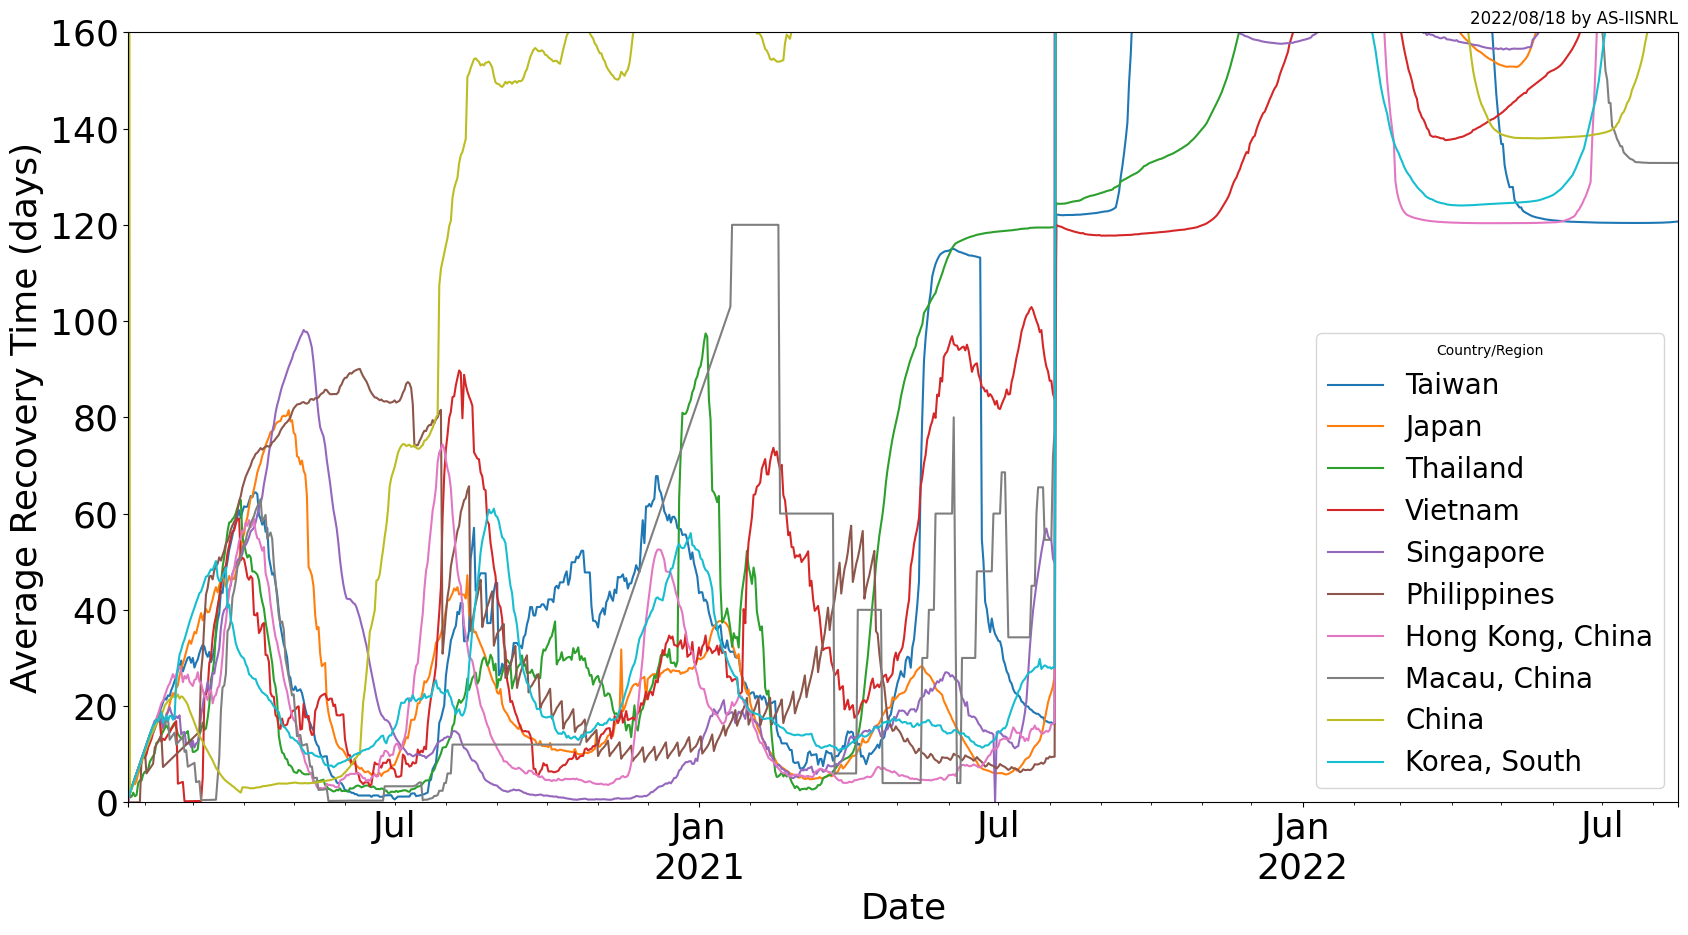 2022/08/18 by AS-IISNRL
160
140
120
100
80
60
40
20
0
Average Recovery Time (days)
Jul
Jan
2021
Jul
Jan
2022
Jul
Date
Country/Region
Taiwan
Japan
Thailand
Vietnam
Singapore
Philippines
Hong Kong, China
Macau, China
China
Korea, South